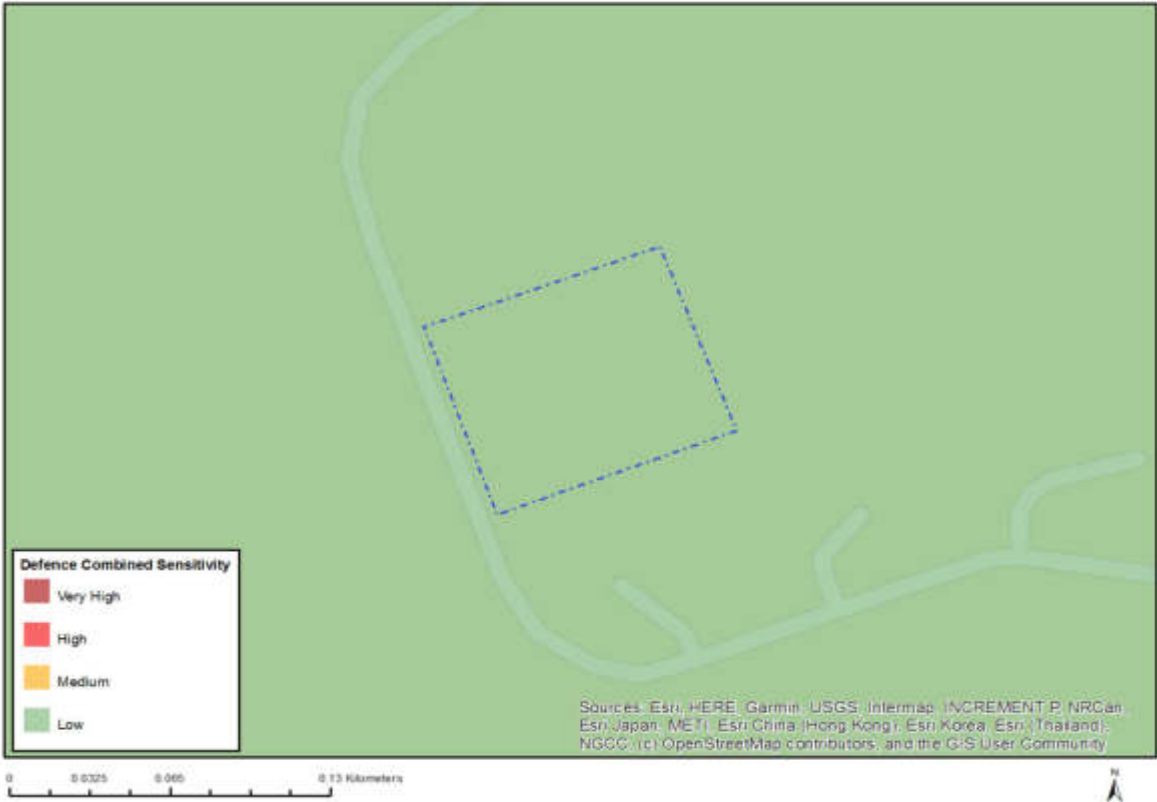 Defence Combined Sensitivity
Very High
High
Medium
Low
Sources: Esri, HERE, Garmin, USGS, Intermap, INCREMENT P, NRCan,
Esri Japan, METI, Esri China (Hong Kong), Esri Korea, Esri (Thailand),
NGCC, (c) OpenStreetMap contributors, and the GIS User Community
0 0.0325 0.065 0.13 Kilometers
N